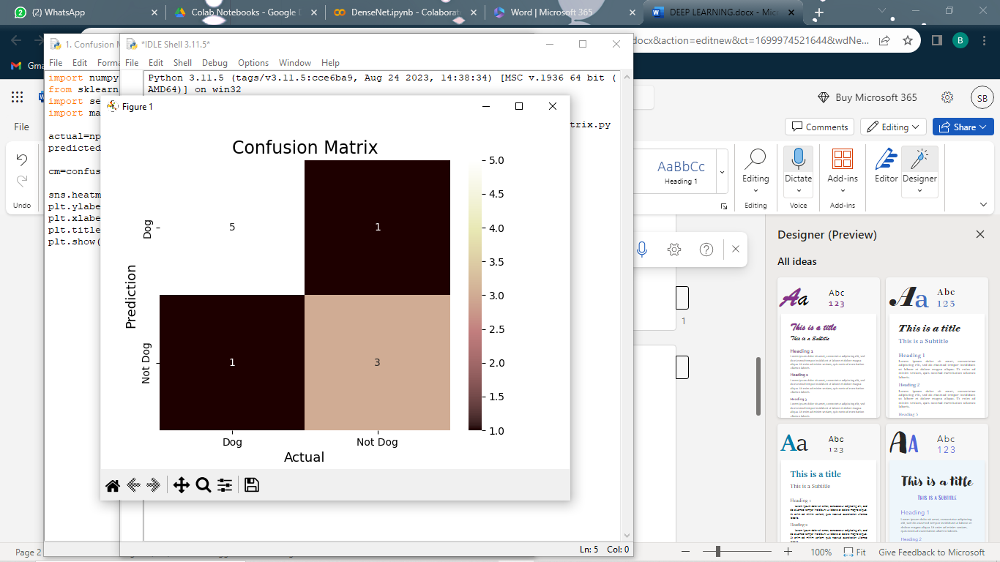 (2) WhatsApp
Colab Notebooks - Google D
DenseNet.ipynb - Colaborat
Word | Microsoft 365
DEEP LEARNING.docx - Micr
docx&action=editnew&ct=1699974521644&wdNe...
B
Gma
1. Confusion M
File Edit Forma
import numpy
from sklearn
import se
import ma
actual=np
predicted
cm=confus
sns.heatm
plt.ylabe
plt.xlabe
plt.title
plt.show(
*IDLE Shell 3.11.5*
File Edit Shell Debug Options Window Help
Python 3.11.5 (tags/v3.11.5:cce6ba9, Aug 24 2023, 14:38:34) [MSC v.1936 64 bit (
AMD64)] on win32
trix.py
Ln: 5 Col: 0
Figure 1
Confusion Matrix
Prediction
Dog
5
1
Not Dog
1
3
Dog
Not Dog
Actual
5.0
4.5
4.0
3.5
3.0
2.5
2.0
1.5
1.0
Buy Microsoft 365
SB
File
Comments
Editing
Share
Undo
AaBbCc
Heading 1
Editing
Dictate
Add-ins
Editor
Designer
Editing
Voice
Add-ins
1
Designer (Preview)
All ideas
Aa
Abc
123
This is a title
This is a Subtitle
Heading 1
Heading 2
Heading 3
Aa
Abc
123
This is a title
This is a Subtitle
Heading 1
Heading 2
Heading 3
Aa
Abc
123
This is a title
This is a Subtitle
Heading 1
Heading 2
AA
Abc
123
This is a title
This is a Subtitle
Heading 1
Heading 2
Page 2
100%
Fit
Give Feedback to Microsoft